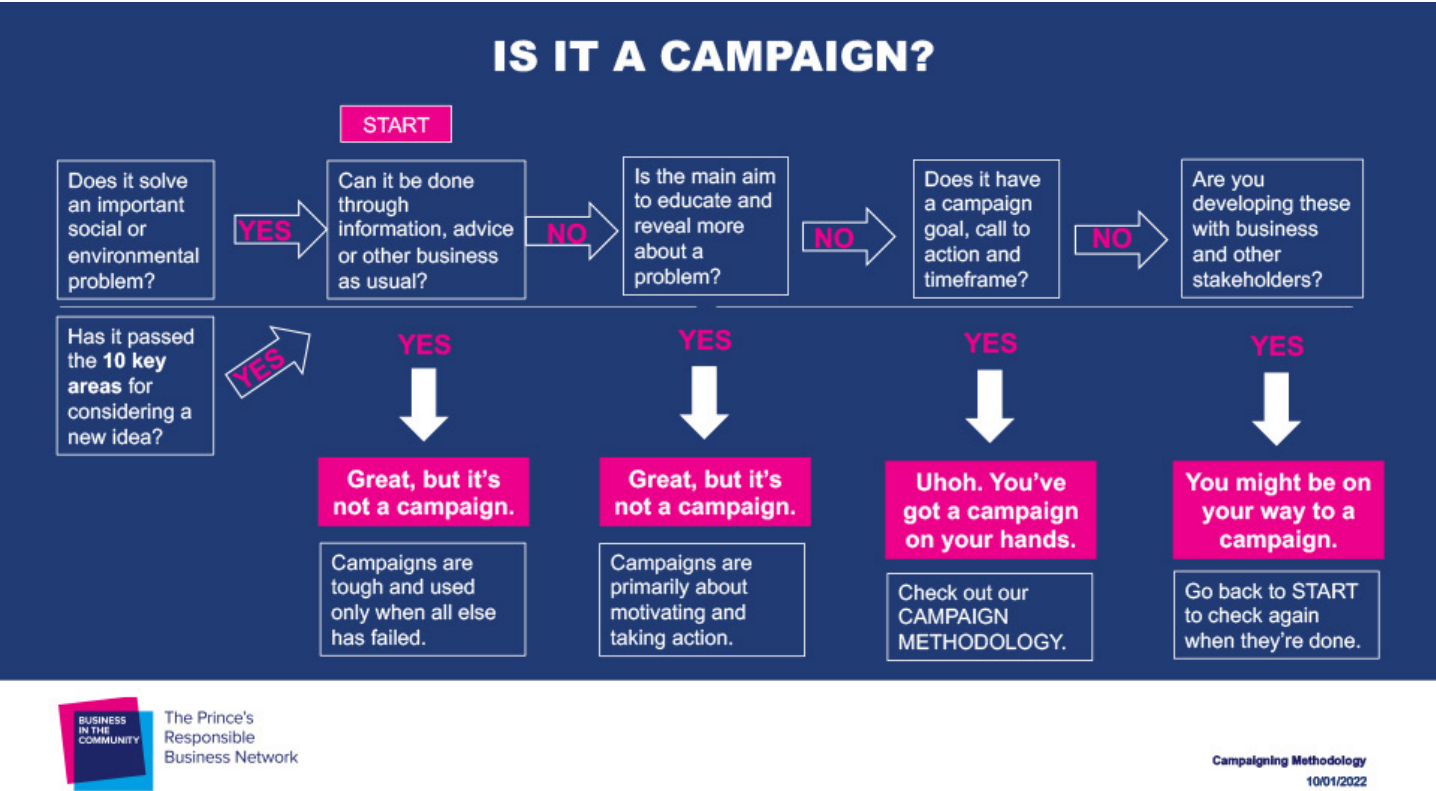 IS IT A CAMPAIGN?
START
Does it solve
an important
social or
environmental
problem?
YES
Can it be done
through
information, advice
or other business
as usual?
NO
Is the main aim
to educate and
reveal more
about a
problem?
NO
Does it have
a campaign
goal, call to
action and
timeframe?
NO
Are you
developing these
with business
and other
stakeholders?
Has it passed
the 10 key
areas for
considering a
new idea?
YES
YES
YES
YES
YES
Great, but it's
not a campaign.
Great, but it's
not a campaign.
Uhoh. You've
got a campaign
on your hands.
You might be on
your way to a
campaign.
Campaigns are
tough and used
only when all else
has failed.
Campaigns are
primarily about
motivating and
taking action.
Check out our
CAMPAIGN
METHODOLOGY.
Go back to START
to check again
when they're done.
BUSINESS
IN THE
COMMUNITY
The Prince's
Responsible
Business Network
Campaigning Methodology
10/01/2022